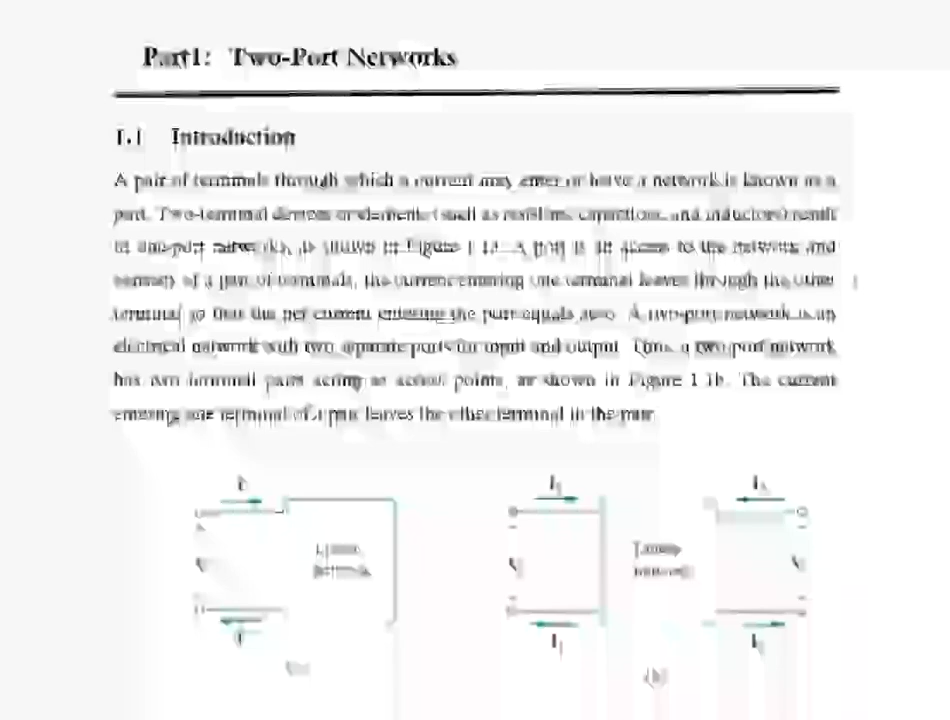 Part1: Two-Port Networks
1.1 Introduction
A pair of terminals through which a current may enter or leave a network is known as a
port. Two-terminal devices or elements (such as resistors, capacitors, and inductors) result
in one-port networks, as shown in Figure 1.1a. A port is an access to the network and
consists of a pair of terminals; the current entering one terminal leaves through the other
terminal so that the net current entering the port equals zero. A two-port network is an
electrical network with two separate ports for input and output. Thus, a two-port network
has two terminal pairs acting as access points, as shown in Figure 1.1b. The current
entering one terminal of a pair leaves the other terminal in the pair
I I₁ I₂
Linear
network
V V₁ V₂
I I₁ I₂
(a) (b)